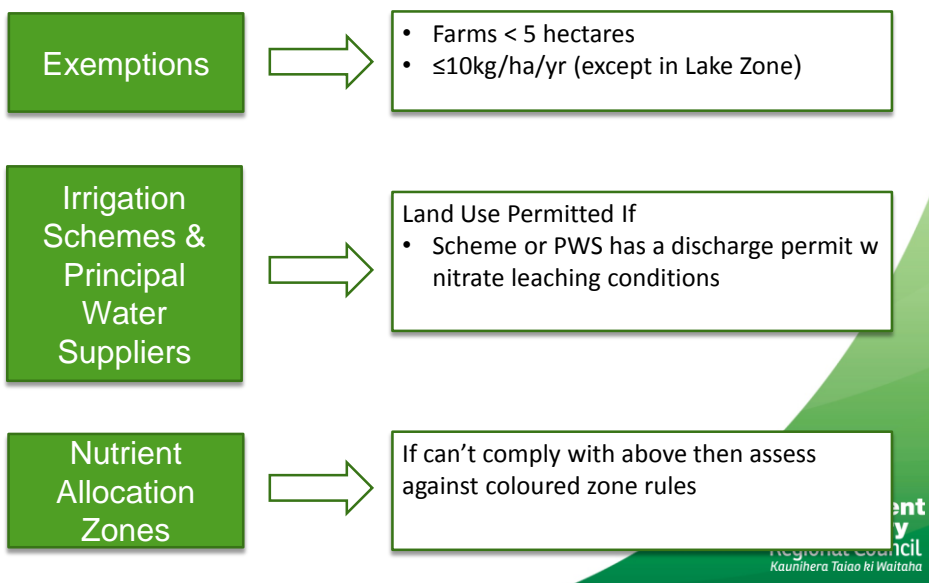 Exemptions
• Farms < 5 hectares
• ≤10kg/ha/yr (except in Lake Zone)
Irrigation
Schemes &
Principal
Water
Suppliers
Land Use Permitted If
• Scheme or PWS has a discharge permit w
nitrate leaching conditions
Nutrient
Allocation
Zones
If can’t comply with above then assess
against coloured zone rules
Regional Council
Kaunihera Taiao ki Waitaha